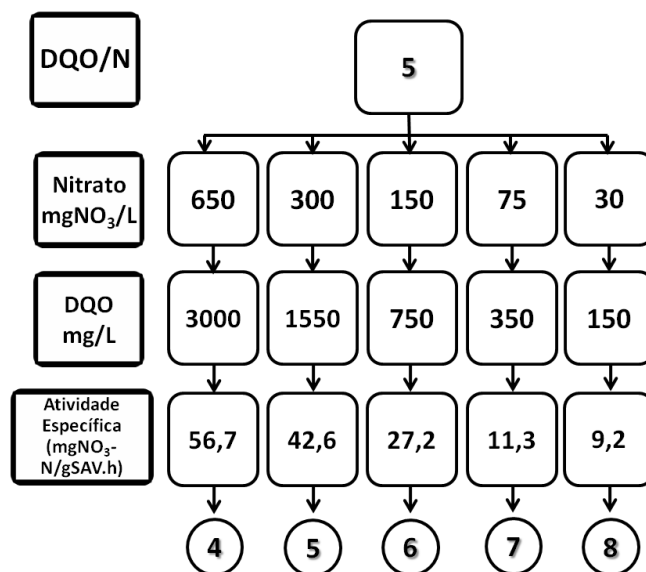 DQO/N
5
Nitrato
mgNO₃/L
650 300 150 75 30
DQO
mg/L
3000 1550 750 350 150
Atividade
Específica
(mgNO₃-
N/gSAV.h)
56,7 42,6 27,2 11,3 9,2
4 5 6 7 8